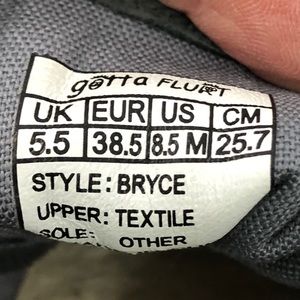 gotta FLURT
UK EUR US CM
5.5 38.5 8.5 M 25.7
STYLE: BRYCE
UPPER: TEXTILE
SOLE: OTHER